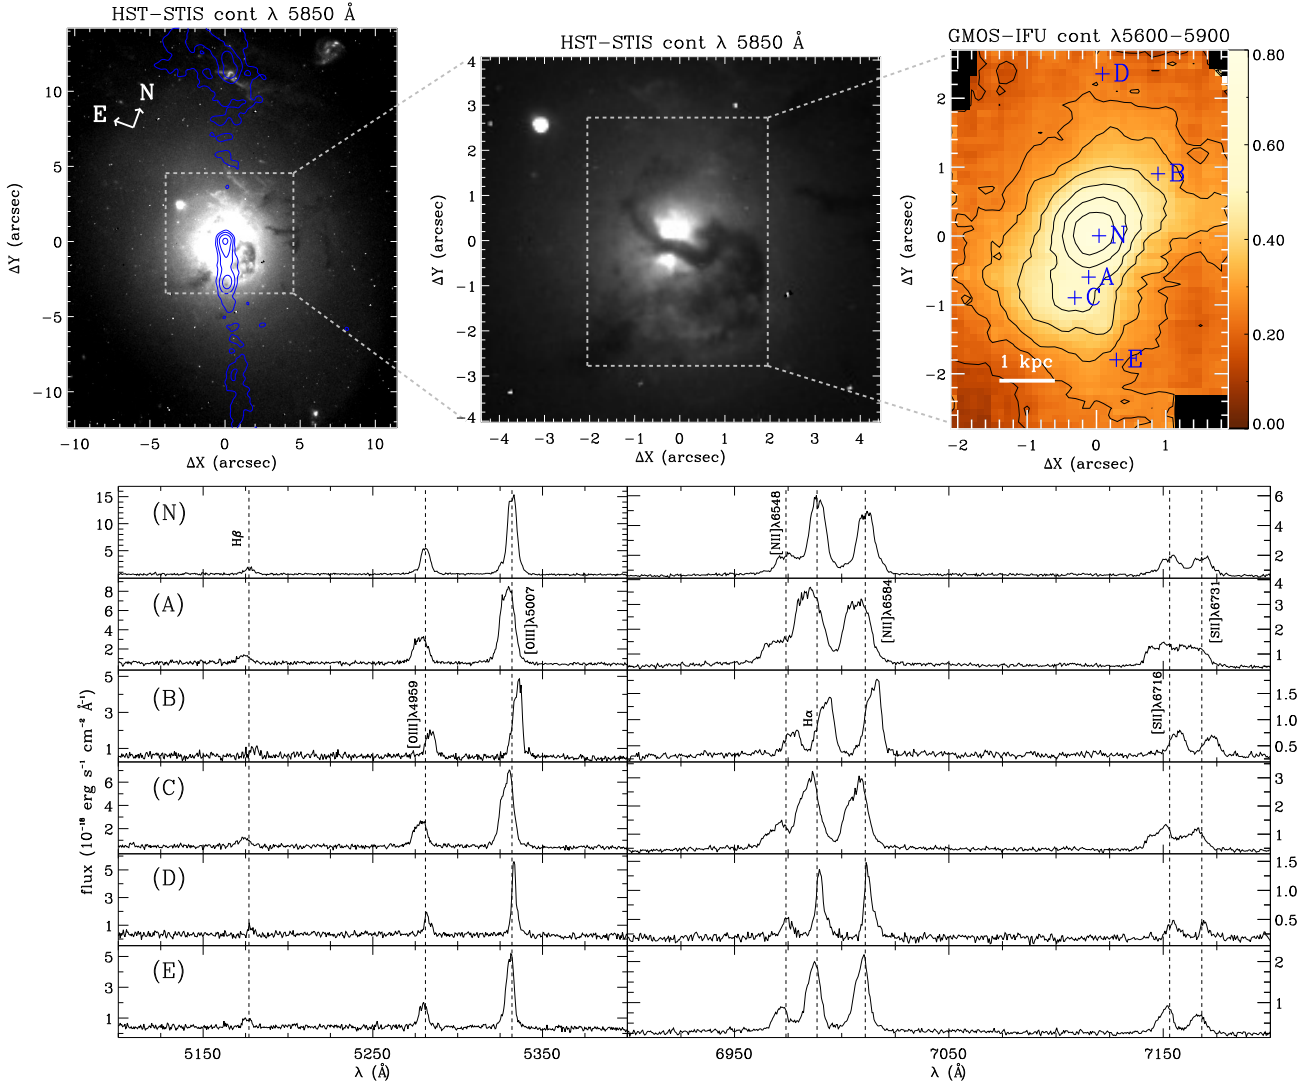 HST−STIS cont λ 5850 Å
HST−STIS cont λ 5850 Å
GMOS−IFU cont λ5600−5900
10
5
0
−5
−10
ΔY (arcsec)
−10 −5 0 5 10
ΔX (arcsec)
E
N
4
3
2
1
0
−1
−2
−3
−4
ΔY (arcsec)
−4 −3 −2 −1 0 1 2 3 4
ΔX (arcsec)
2
1
0
−1
−2
ΔY (arcsec)
−2 −1 0 1
ΔX (arcsec)
D
B
N
A
C
E
1 kpc
0.80
0.60
0.40
0.20
0.00
(N)
15
10
5
Hβ
[NII]λ6548
6
4
2
(A)
8
6
4
2
[OIII]λ5007
[NII]λ6584
[SII]λ6731
4
3
2
1
(B)
5
3
1
[OIII]λ4959
Hα
[SII]λ6716
1.5
1.0
0.5
(C)
6
4
2
3
2
1
(D)
5
3
1
1.5
1.0
0.5
(E)
5
3
1
2
1
flux (10⁻¹⁶ erg s⁻¹ cm⁻² Å⁻¹)
5150 5250 5350
λ (Å)
6950 7050 7150
λ (Å)